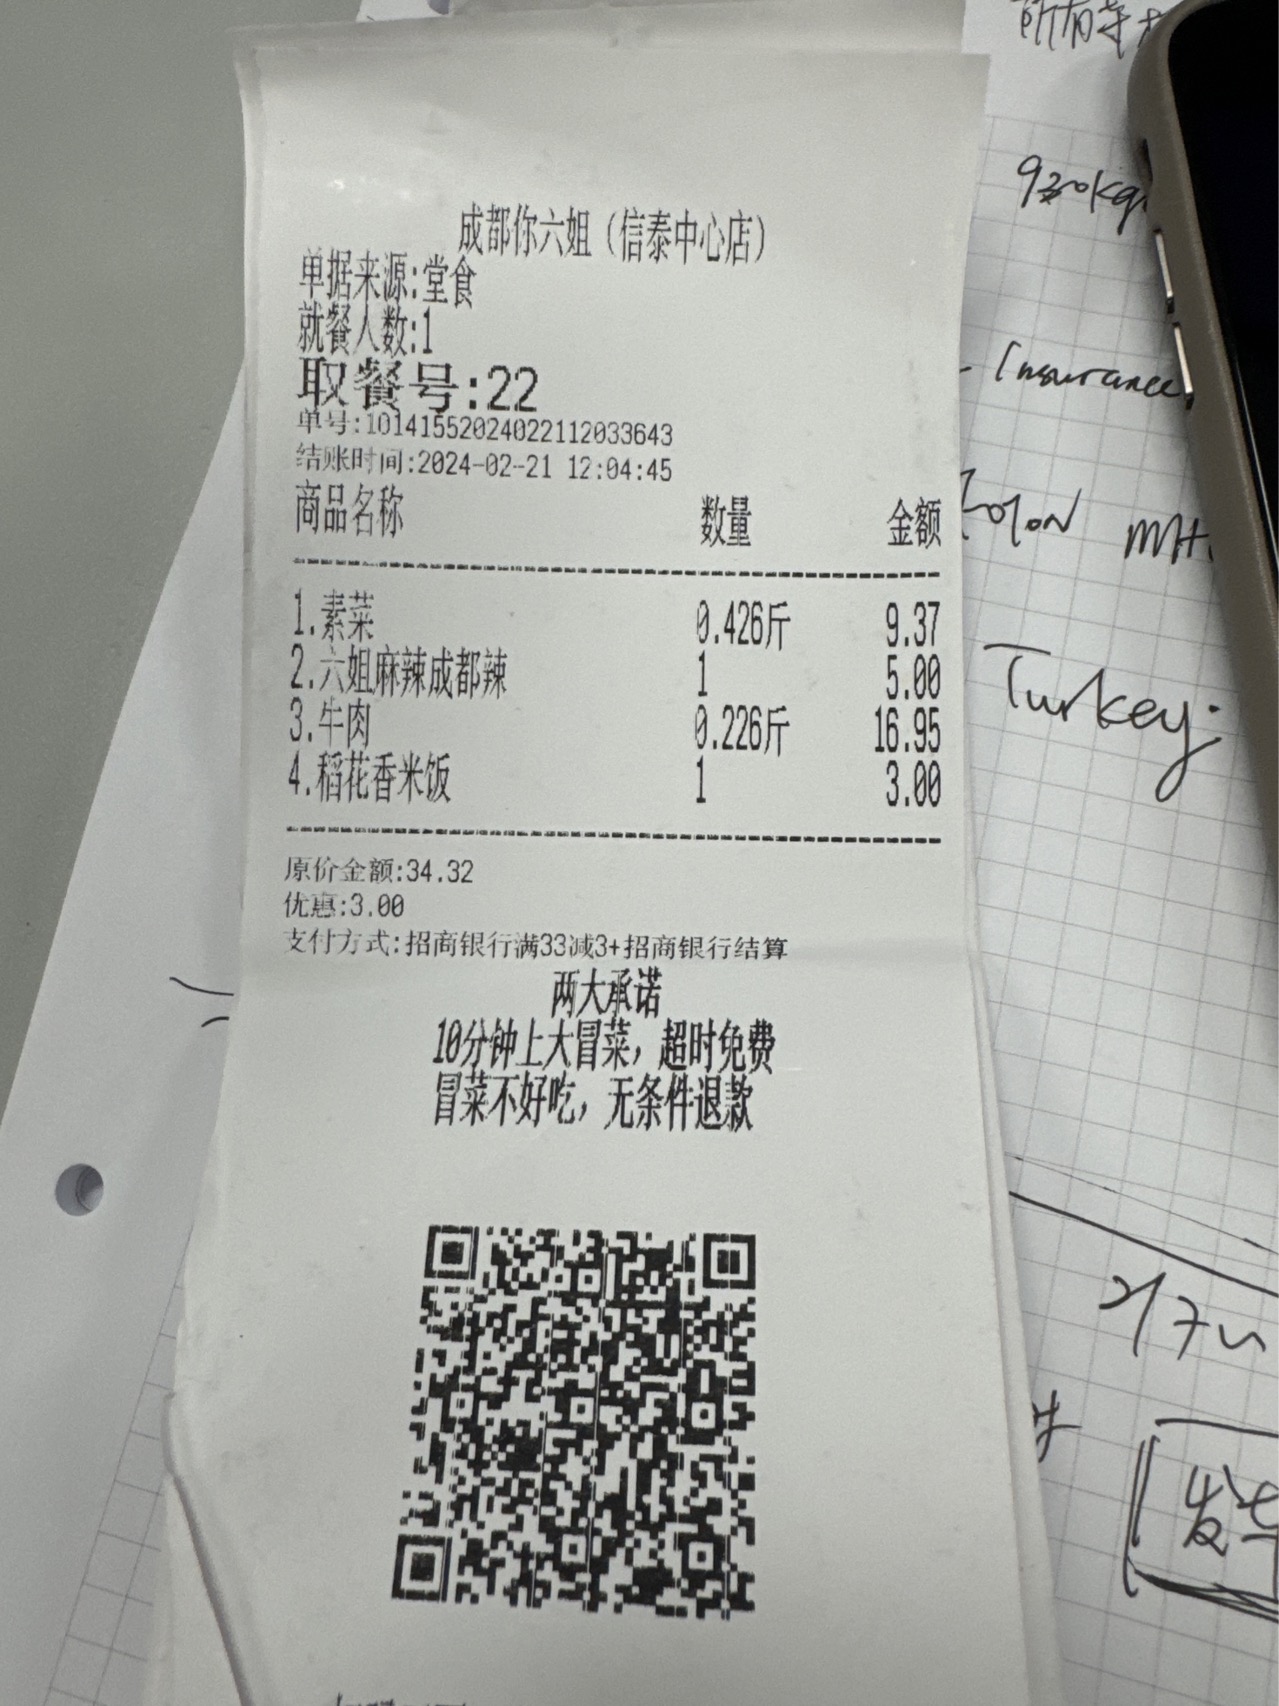 成都你六姐（信泰中心店）
单据来源:堂食
就餐人数:1
取餐号:22
单号:10141552024022112033643
结账时间:2024-02-21 12:04:45
商品名称 数量 金额
1.素菜 0.426斤 9.37
2.六姐麻辣成都辣 1 5.00
3.牛肉 0.226斤 16.95
4.稻花香米饭 1 3.00
原价金额:34.32
优惠:3.00
支付方式:招商银行满33减3+招商银行结算
两大承诺
10分钟上大冒菜，超时免费
冒菜不好吃，无条件退款
所有
930kg
- Insurance
Turkey.